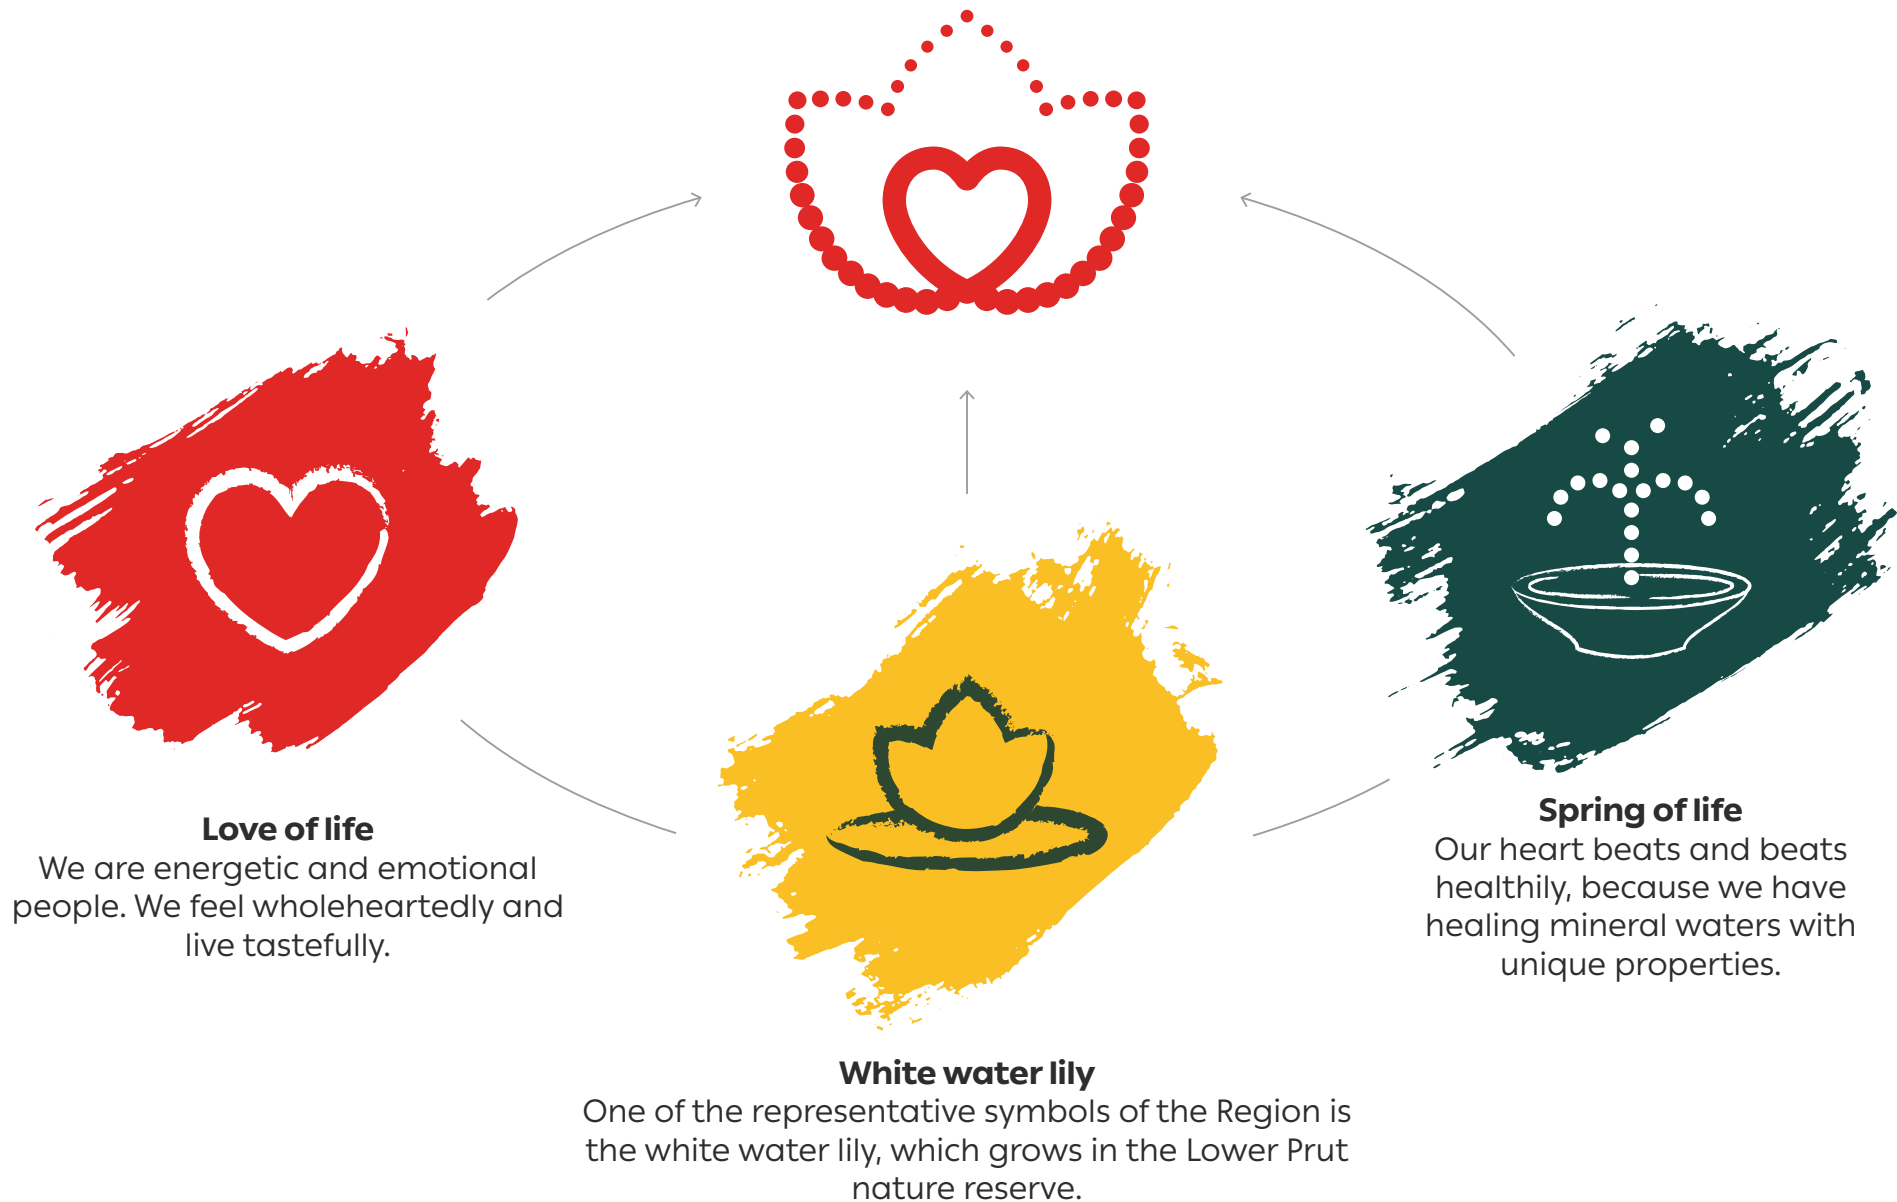 Love of life
We are energetic and emotional
people. We feel wholeheartedly and
live tastefully.
White water lily
One of the representative symbols of the Region is
the white water lily, which grows in the Lower Prut
nature reserve.
Spring of life
Our heart beats and beats
healthily, because we have
healing mineral waters with
unique properties.